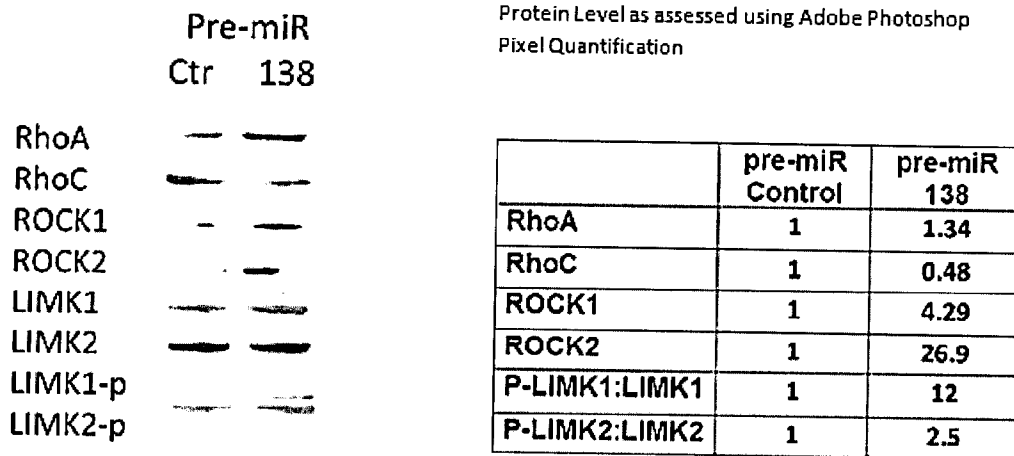 Pre-miR
Ctr 138
RhoA
RhoC
ROCK1
ROCK2
LIMK1
LIMK2
LIMK1-p
LIMK2-p
Protein Level as assessed using Adobe Photoshop
Pixel Quantification
pre-miR Control pre-miR 138
RhoA 1 1.34
RhoC 1 0.48
ROCK1 1 4.29
ROCK2 1 26.9
P-LIMK1:LIMK1 1 12
P-LIMK2:LIMK2 1 2.5